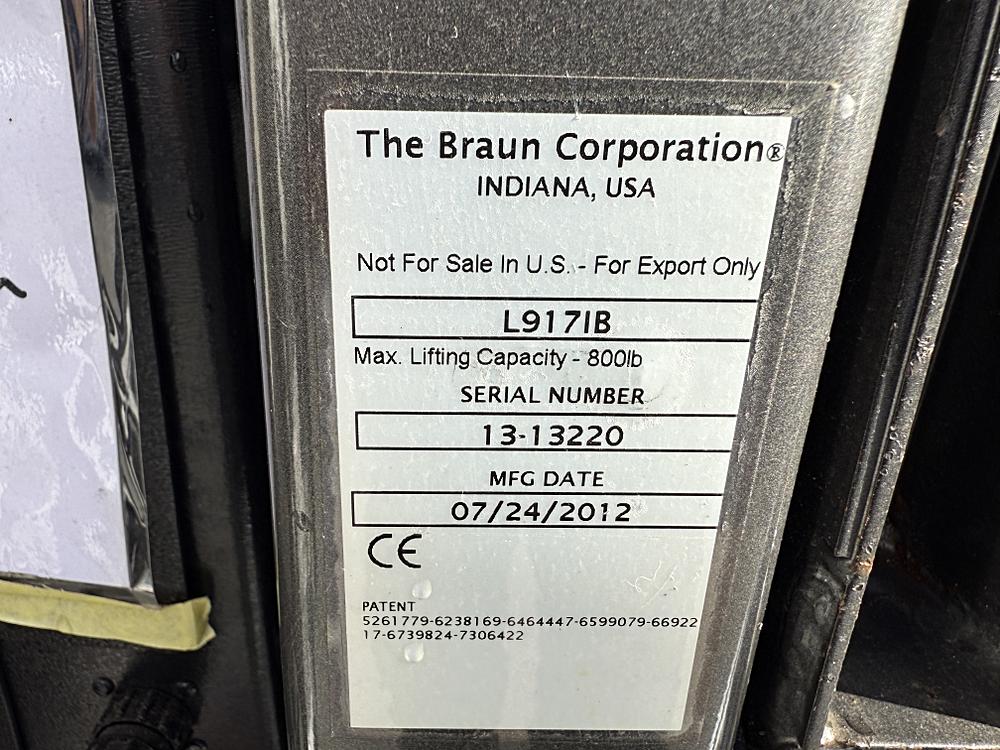 The Braun Corporation®
INDIANA, USA
Not For Sale In U.S. - For Export Only
L917IB
Max. Lifting Capacity - 800lb
SERIAL NUMBER
13-13220
MFG DATE
07/24/2012
CE
PATENT
5261779-6238169-6464447-6599079-66922
17-6739824-7306422